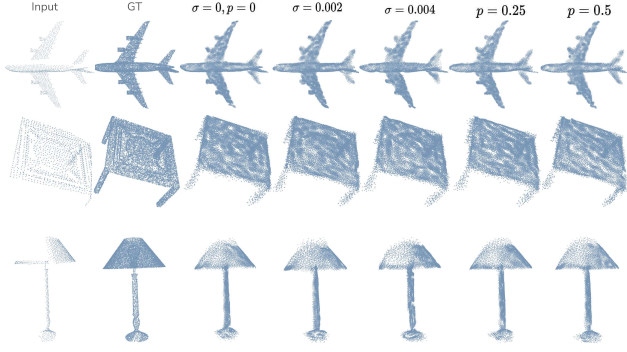 Input GT σ = 0, p = 0 σ = 0.002 σ = 0.004 p = 0.25 p = 0.5